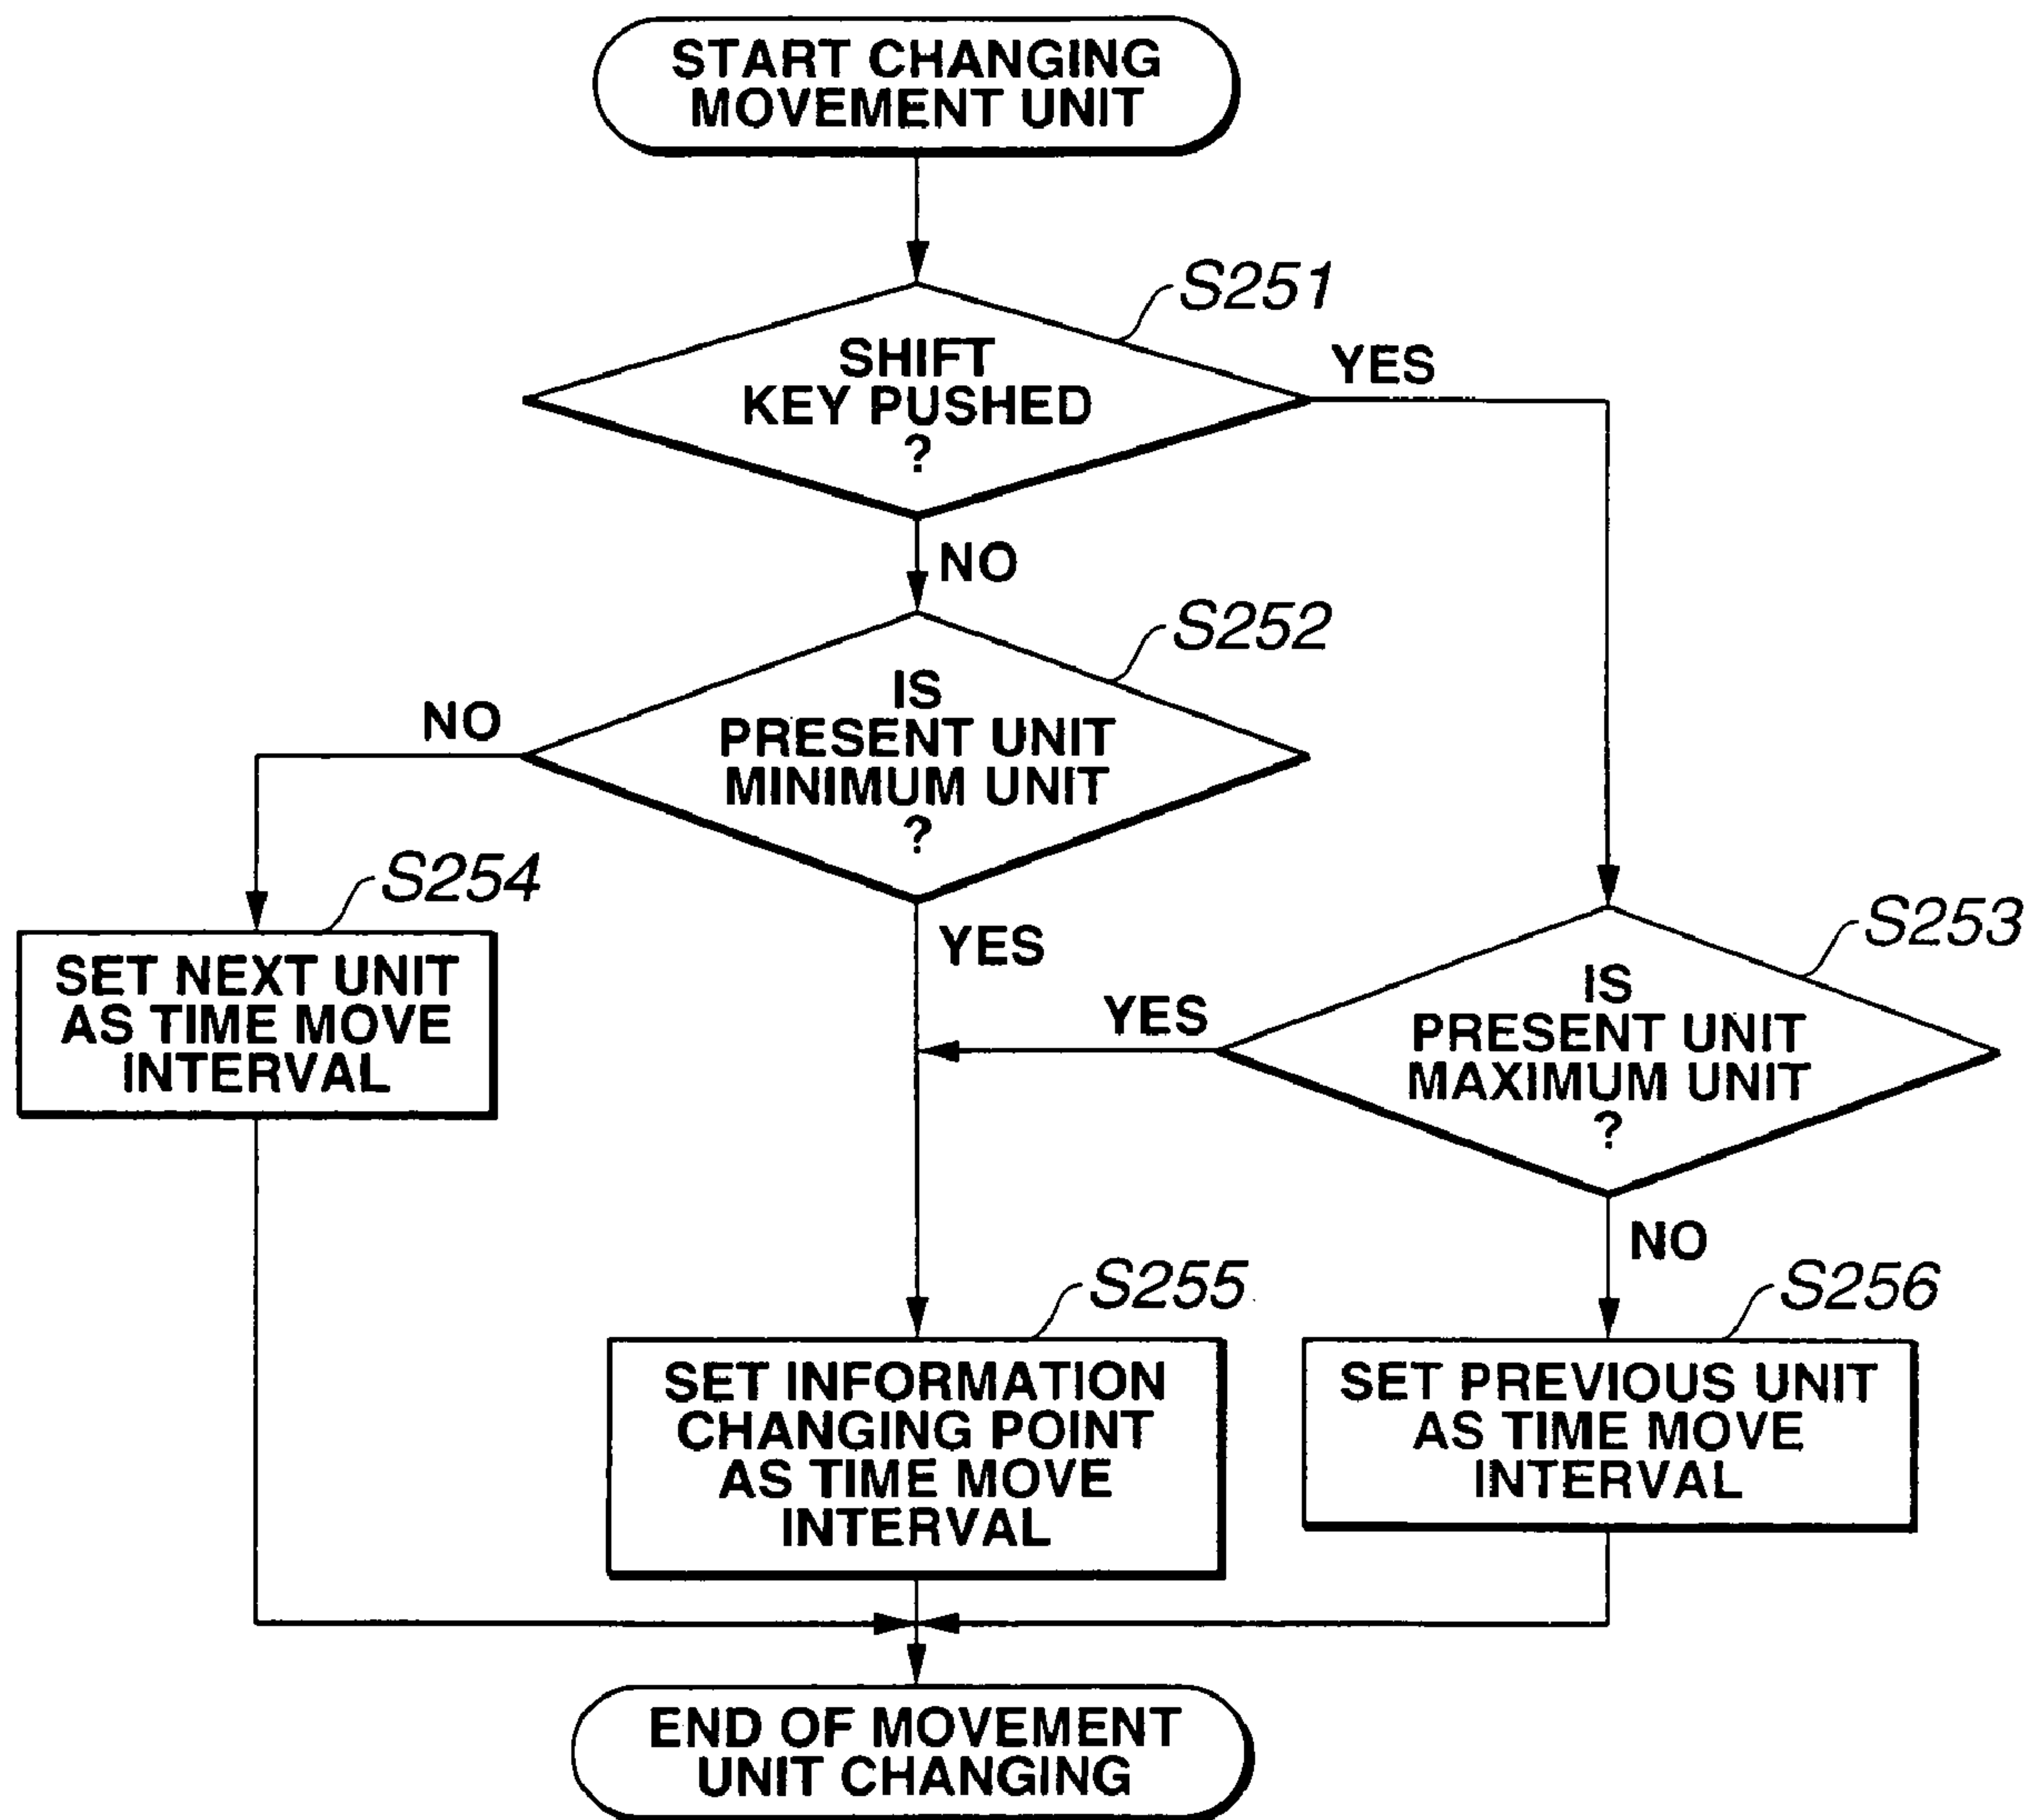 START CHANGING
MOVEMENT UNIT
S251
SHIFT
KEY PUSHED
?
YES
NO
S252
IS
PRESENT UNIT
MINIMUM UNIT
?
NO
YES
S254
SET NEXT UNIT
AS TIME MOVE
INTERVAL
S253
IS
PRESENT UNIT
MAXIMUM UNIT
?
YES
NO
S255
SET INFORMATION
CHANGING POINT
AS TIME MOVE
INTERVAL
S256
SET PREVIOUS UNIT
AS TIME MOVE
INTERVAL
END OF MOVEMENT
UNIT CHANGING